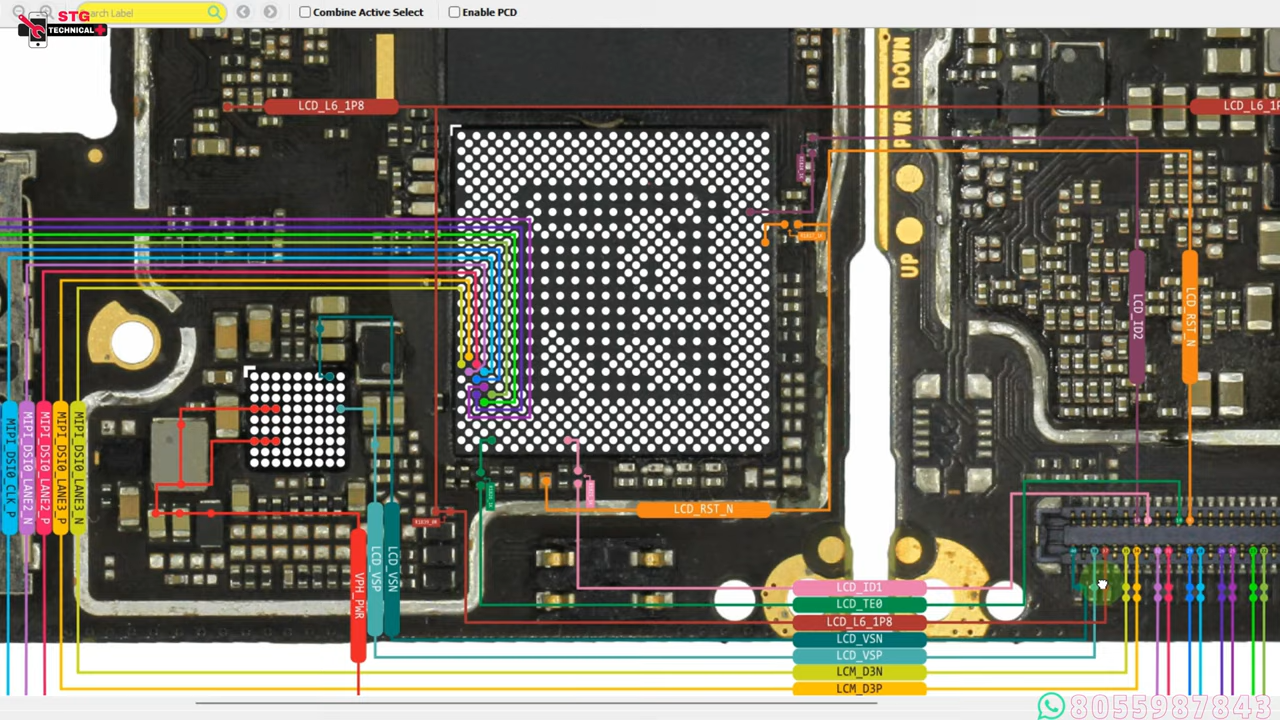 arch Label
Combine Active Select
Enable PCD
STG
TECHNICAL
LCD_L6_1P8
LCD_L6_1P
PWR DOWN
UP
LCD_ID2
LCD_RST_N
MIPI_DSI0_CLK_P
MIPI_DSI0_LANE2_N
MIPI_DSI0_LANE2_P
MIPI_DSI0_LANE3_P
MIPI_DSI0_LANE3_N
LCD_RST_N
VPH_PWR
LCD_VSP
LCD_VSN
LCD_ID1
LCD_TE0
LCD_L6_1P8
LCD_VSN
LCD_VSP
LCM_D3N
LCM_D3P
8055987843